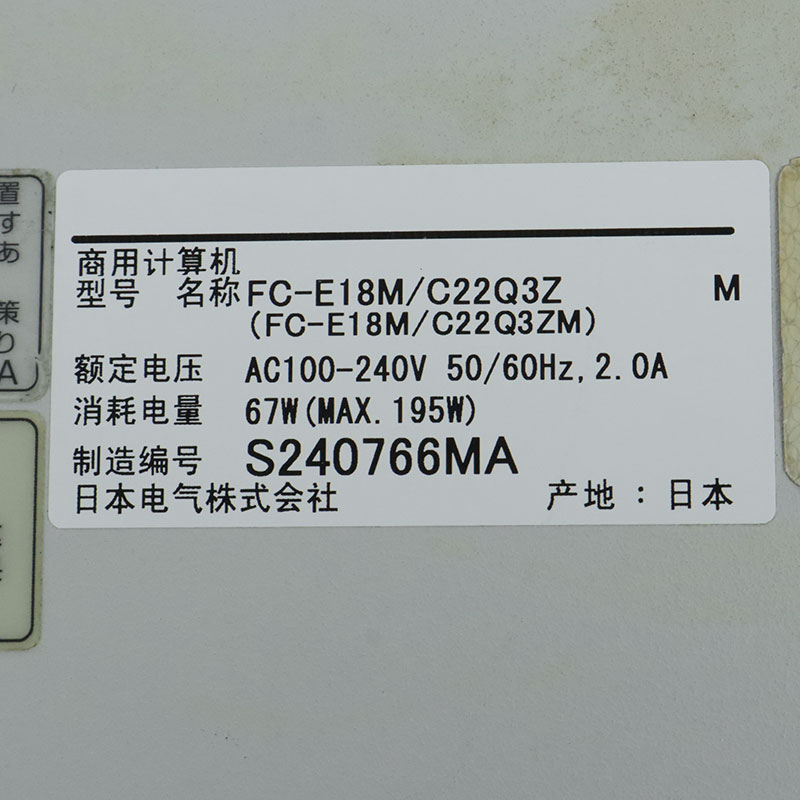 置
すあ
策
り
A
商用计算机
型号 名称 FC-E18M/C22Q3Z M
(FC-E18M/C22Q3ZM)
额定电压 AC100-240V 50/60Hz, 2.0A
消耗电量 67W(MAX. 195W)
制造编号 S240766MA
日本电气株式会社 产地：日本